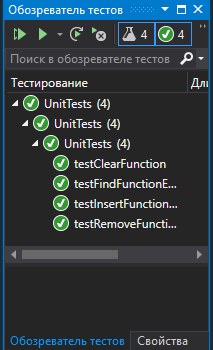 Обозреватель тестов
4
4
Поиск в обозревателе тестов
Тестирование Дли
UnitTests (4)
UnitTests (4)
UnitTests (4)
testClearFunction
testFindFunctionE...
testInsertFunction...
testRemoveFuncti...
Обозреватель тестов Свойства